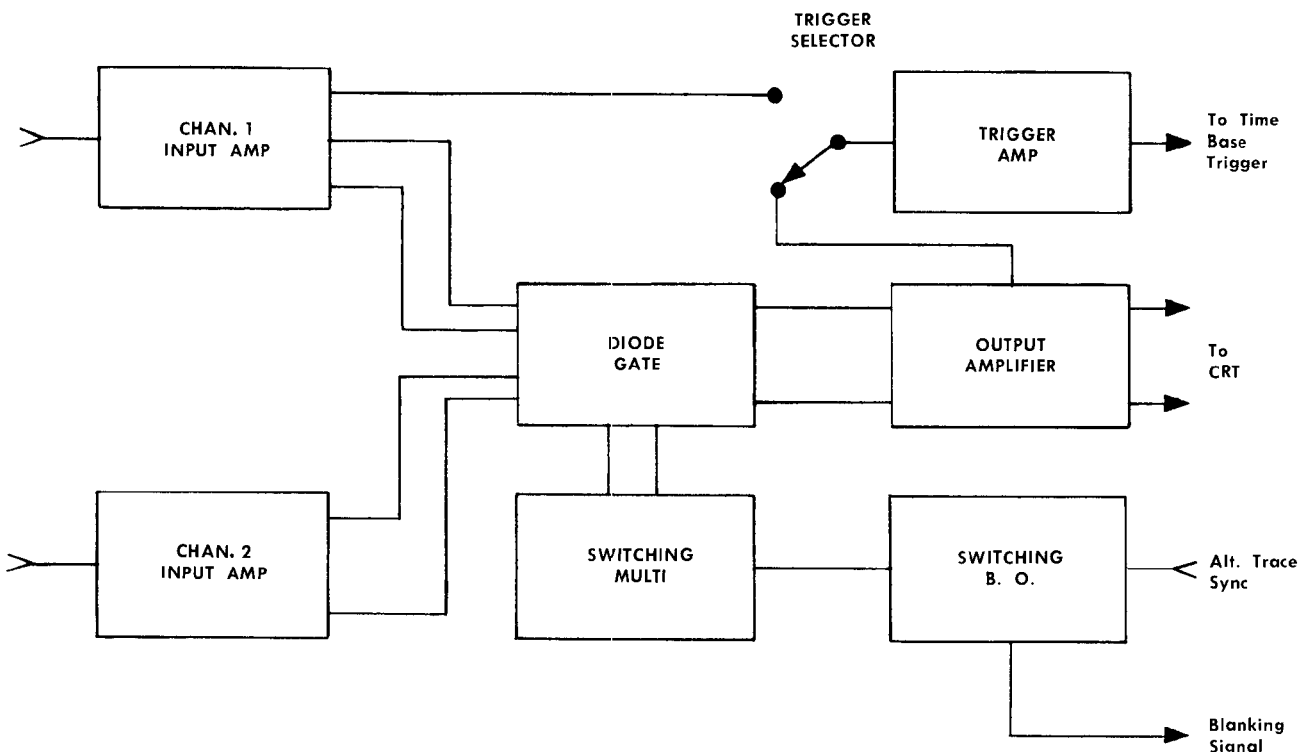 TRIGGER
SELECTOR
CHAN. 1
INPUT AMP
TRIGGER
AMP
To Time
Base
Trigger
DIODE
GATE
OUTPUT
AMPLIFIER
To
CRT
CHAN. 2
INPUT AMP
SWITCHING
MULTI
SWITCHING
B. O.
Alt. Trace
Sync
Blanking
Signal